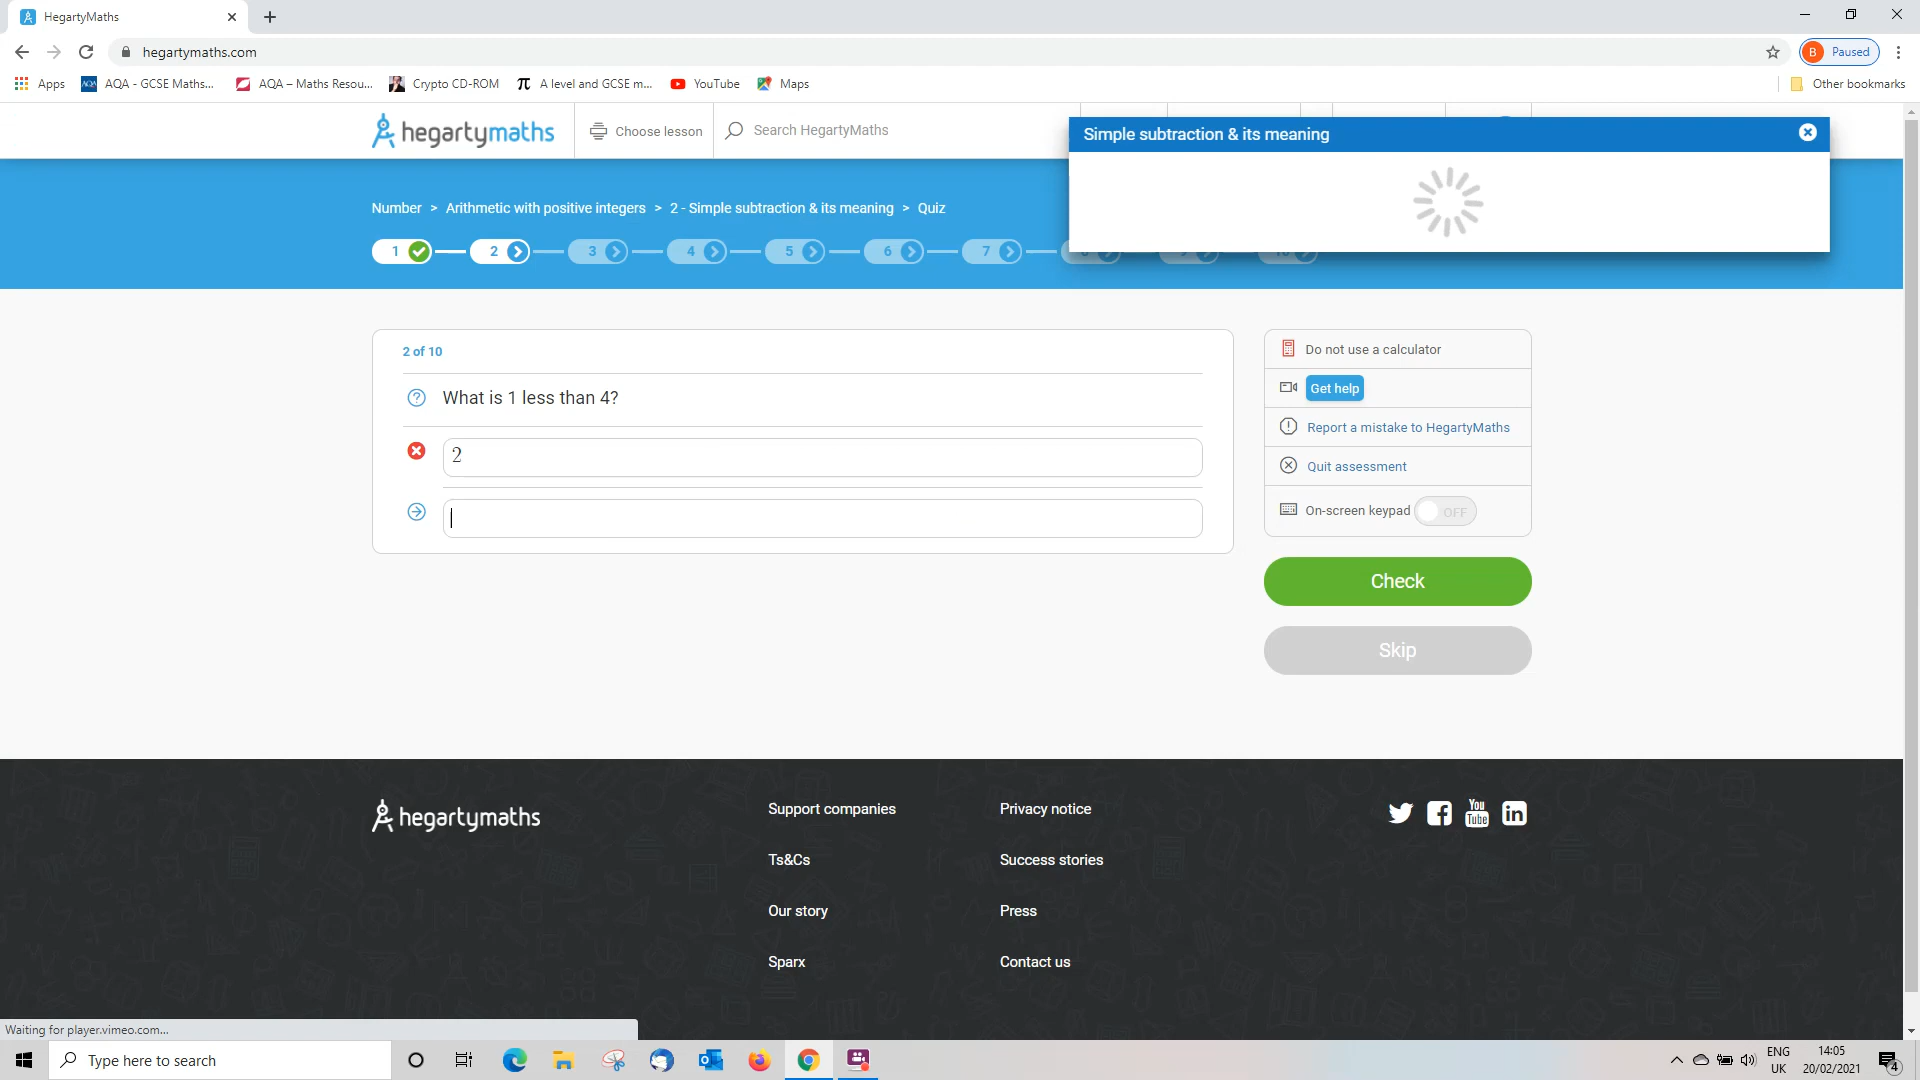 HegartyMaths
hegartymaths.com
B Paused
Apps
AQA - GCSE Maths...
AQA – Maths Resou...
Crypto CD-ROM
A level and GCSE m...
YouTube
Maps
Other bookmarks
hegartymaths
Choose lesson
Search HegartyMaths
Simple subtraction & its meaning
Number > Arithmetic with positive integers > 2 - Simple subtraction & its meaning > Quiz
1 2 3 4 5 6 7
2 of 10
What is 1 less than 4?
2
Do not use a calculator
Get help
Report a mistake to HegartyMaths
Quit assessment
On-screen keypad OFF
Check
Skip
hegartymaths
Support companies
Privacy notice
You
Tube
Ts&Cs
Success stories
Our story
Press
Sparx
Contact us
Waiting for player.vimeo.com...
Type here to search
ENG
UK
14:05
20/02/2021
4